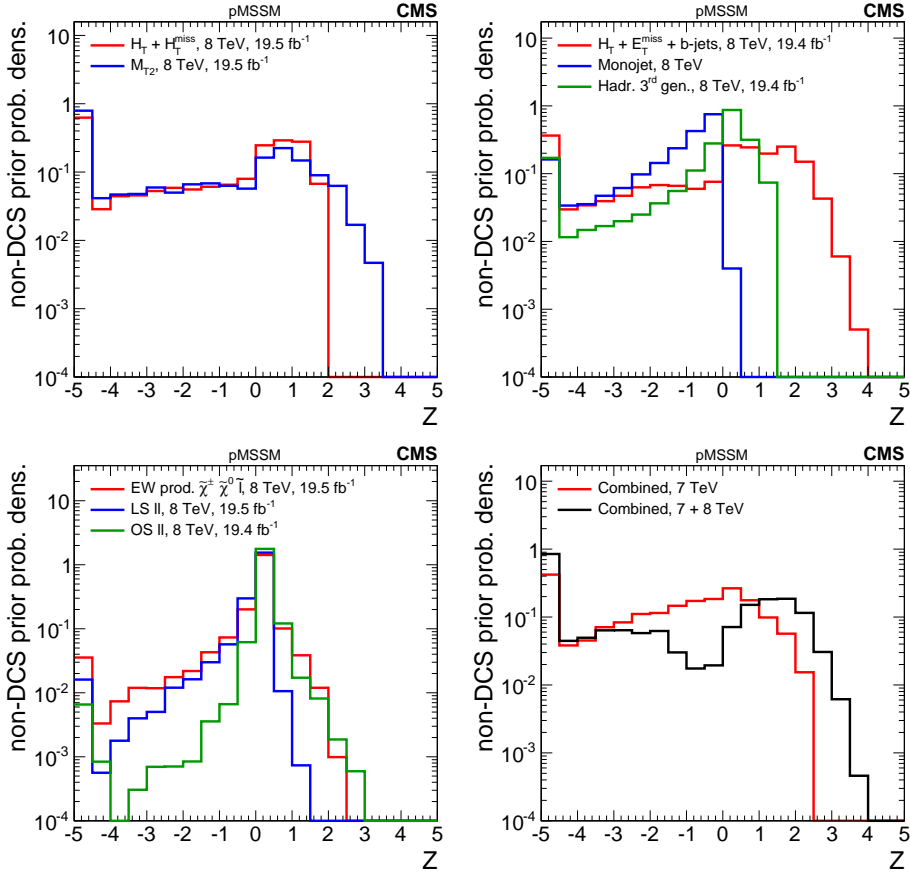 pMSSM CMS
non-DCS prior prob. dens.
10
1
10⁻¹
10⁻²
10⁻³
10⁻⁴
H_T + H_T^miss, 8 TeV, 19.5 fb⁻¹
M_T2, 8 TeV, 19.5 fb⁻¹
-5 -4 -3 -2 -1 0 1 2 3 4 5
Z
pMSSM CMS
non-DCS prior prob. dens.
10
1
10⁻¹
10⁻²
10⁻³
10⁻⁴
H_T + E_T^miss + b-jets, 8 TeV, 19.4 fb⁻¹
Monojet, 8 TeV
Hadr. 3rd gen., 8 TeV, 19.4 fb⁻¹
-5 -4 -3 -2 -1 0 1 2 3 4 5
Z
pMSSM CMS
non-DCS prior prob. dens.
10
1
10⁻¹
10⁻²
10⁻³
10⁻⁴
EW prod. χ̃± χ̃⁰ l̃, 8 TeV, 19.5 fb⁻¹
LS ll, 8 TeV, 19.5 fb⁻¹
OS ll, 8 TeV, 19.4 fb⁻¹
-5 -4 -3 -2 -1 0 1 2 3 4 5
Z
pMSSM CMS
non-DCS prior prob. dens.
10
1
10⁻¹
10⁻²
10⁻³
10⁻⁴
Combined, 7 TeV
Combined, 7 + 8 TeV
-5 -4 -3 -2 -1 0 1 2 3 4 5
Z